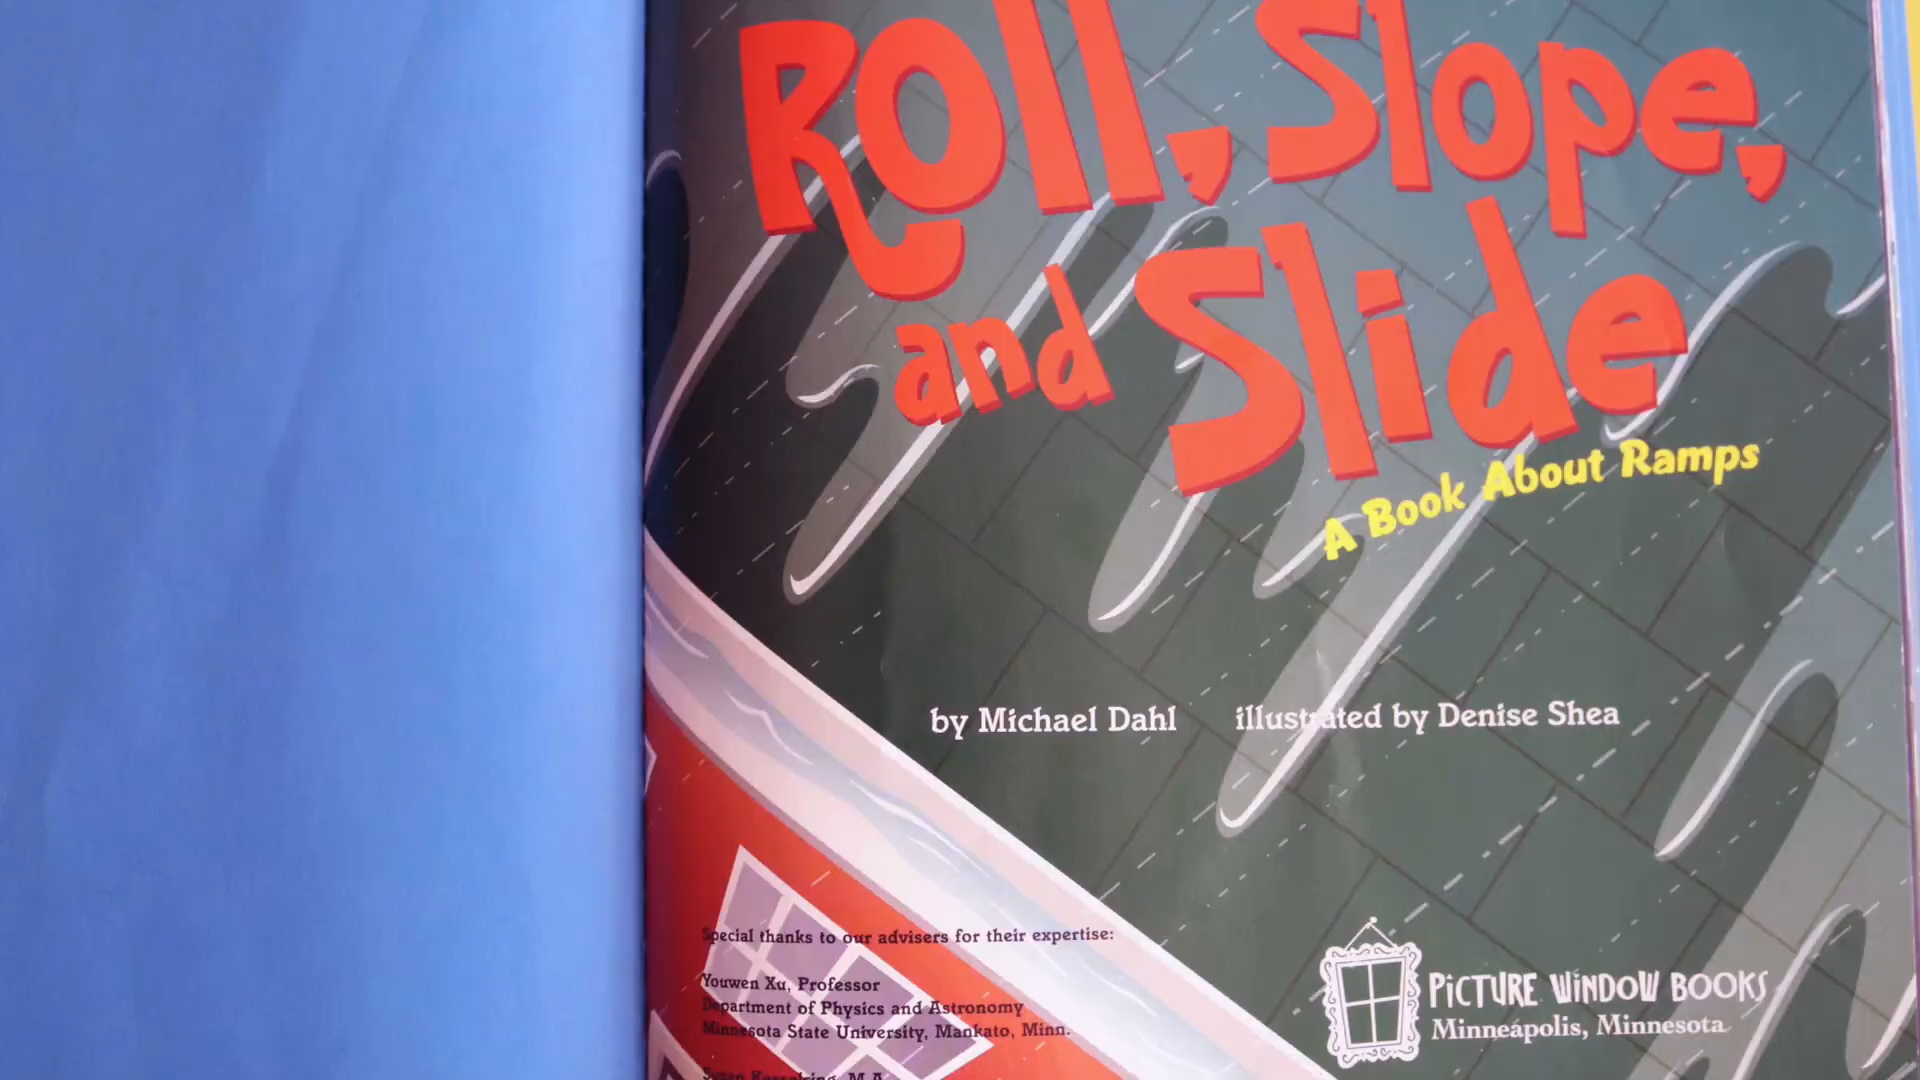 Roll, Slope,
and Slide
A Book About Ramps
by Michael Dahl illustrated by Denise Shea
Special thanks to our advisers for their expertise:
Youwen Xu, Professor
Department of Physics and Astronomy
Minnesota State University, Mankato, Minn.
Susan Kesselring, M.A.
PiCTURE WiNDOW BOOKS
Minneapolis, Minnesota